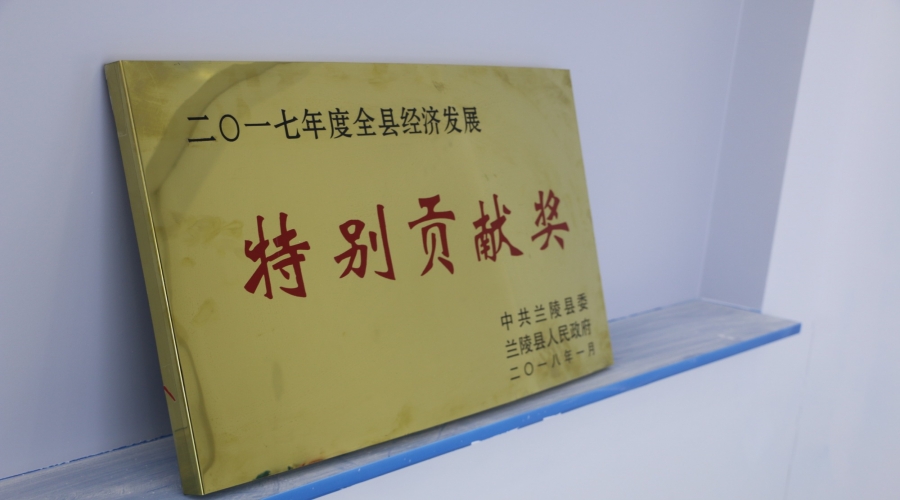 二〇一七年度全县经济发展
特别贡献奖
中共兰陵县委
兰陵县人民政府
二〇一八年一月